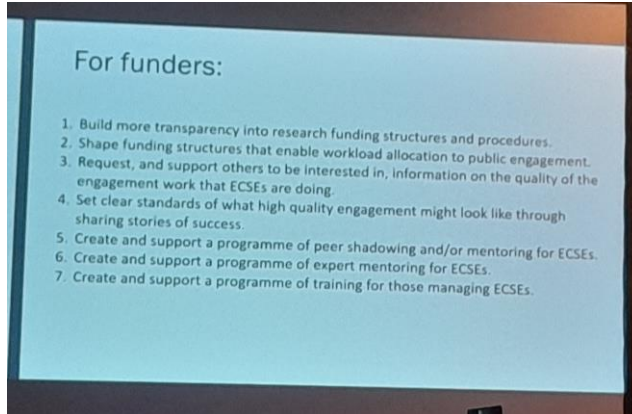 For funders:
1. Build more transparency into research funding structures and procedures.
2. Shape funding structures that enable workload allocation to public engagement.
3. Request, and support others to be interested in, information on the quality of the
engagement work that ECSEs are doing.
4. Set clear standards of what high quality engagement might look like through
sharing stories of success.
5. Create and support a programme of peer shadowing and/or mentoring for ECSEs.
6. Create and support a programme of expert mentoring for ECSEs.
7. Create and support a programme of training for those managing ECSEs.